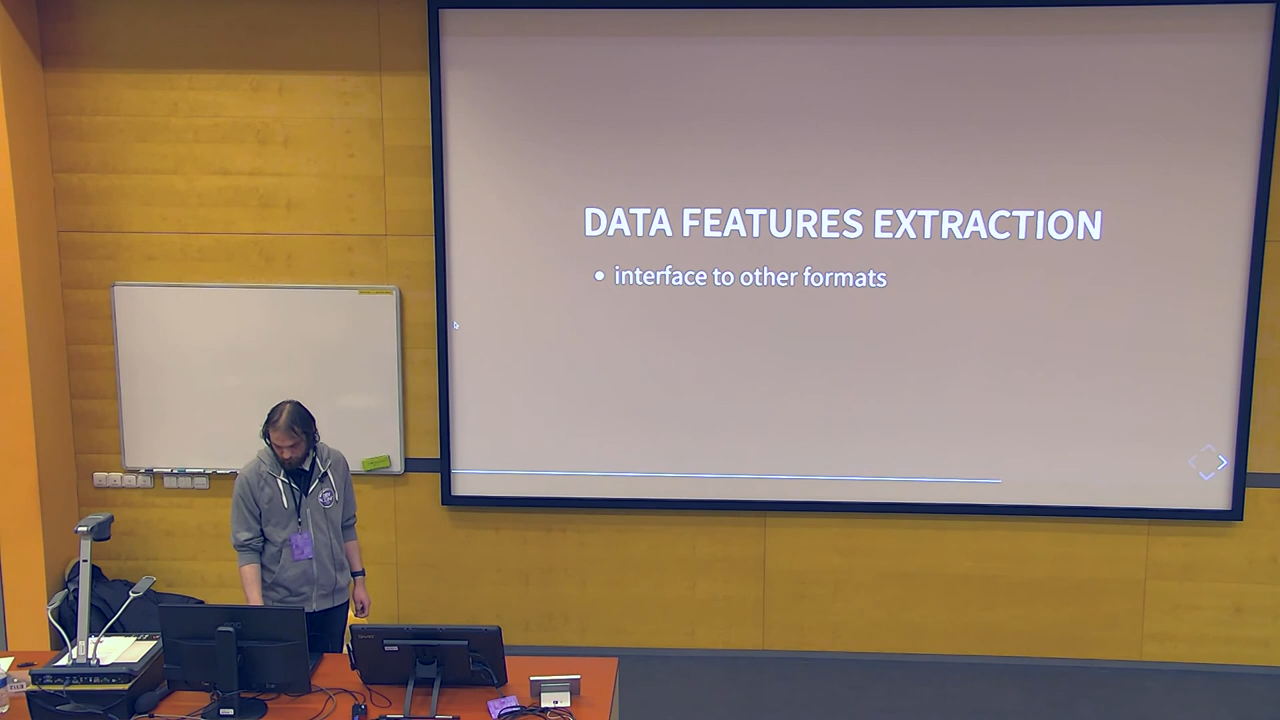 DATA FEATURES EXTRACTION
• interface to other formats